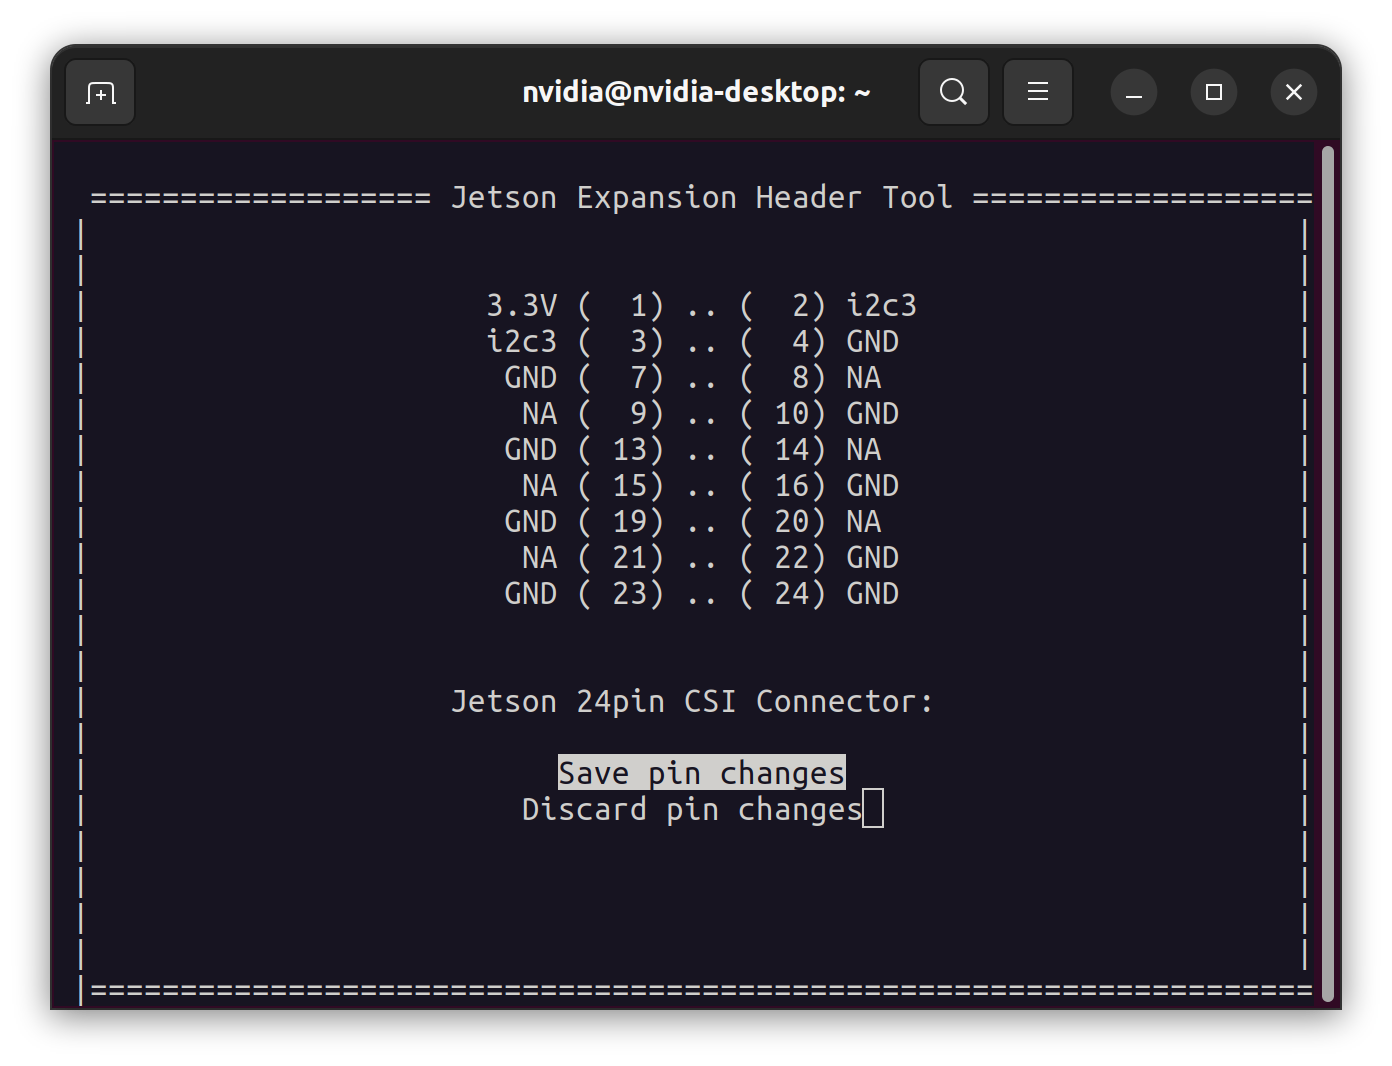 nvidia@nvidia-desktop: ~
=================== Jetson Expansion Header Tool ===================
|                                                                    |
|                                                                    |
|                      3.3V (  1) .. (  2) i2c3                      |
|                      i2c3 (  3) .. (  4) GND                       |
|                       GND (  7) .. (  8) NA                        |
|                        NA (  9) .. ( 10) GND                       |
|                       GND ( 13) .. ( 14) NA                        |
|                        NA ( 15) .. ( 16) GND                       |
|                       GND ( 19) .. ( 20) NA                        |
|                        NA ( 21) .. ( 22) GND                       |
|                       GND ( 23) .. ( 24) GND                       |
|                                                                    |
|                                                                    |
|                    Jetson 24pin CSI Connector:                     |
|                                                                    |
|                          Save pin changes                          |
|                        Discard pin changes                         |
|                                                                    |
|                                                                    |
|                                                                    |
|                                                                    |
|====================================================================